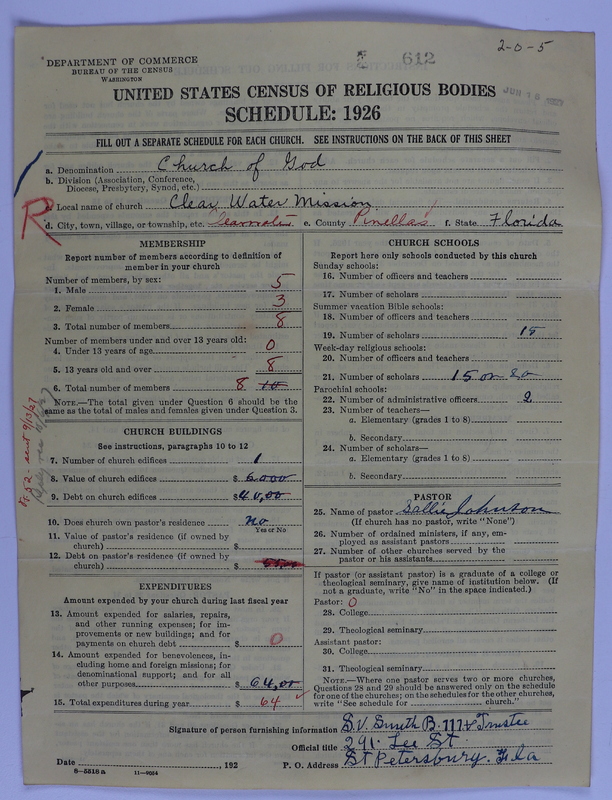 2-0-5
612
DEPARTMENT OF COMMERCE
BUREAU OF THE CENSUS
WASHINGTON
UNITED STATES CENSUS OF RELIGIOUS BODIES
SCHEDULE: 1926
FILL OUT A SEPARATE SCHEDULE FOR EACH CHURCH. SEE INSTRUCTIONS ON THE BACK OF THIS SHEET
a. Denomination Church of God
b. Division (Association, Conference,
Diocese, Presbytery, Synod, etc.)
R c. Local name of church Clear Water Mission
d. City, town, village, or township, etc. e. County Pinellas f. State Florida
MEMBERSHIP
Report number of members according to definition of
member in your church
Number of members, by sex:
1. Male 5
2. Female 3
3. Total number of members 8
Number of members under and over 13 years old:
4. Under 13 years of age 0
5. 13 years old and over 8
6. Total number of members 8 10
NOTE.—The total given under Question 6 should be the
same as the total of males and females given under Question 3.
CHURCH BUILDINGS
See instructions, paragraphs 10 to 12
7. Number of church edifices 1
8. Value of church edifices $
9. Debt on church edifices $
10. Does church own pastor's residence No
Yes or No
11. Value of pastor's residence (if owned by
church) $
12. Debt on pastor's residence (if owned by
church) $
EXPENDITURES
Amount expended by your church during last fiscal year
13. Amount expended for salaries, repairs,
and other running expenses; for im-
provements or new buildings; and for
payments on church debt $ 0
14. Amount expended for benevolences, in-
cluding home and foreign missions; for
denominational support; and for all
other purposes $ 64,00
15. Total expenditures during year $ 64
CHURCH SCHOOLS
Report here only schools conducted by this church
Sunday schools:
16. Number of officers and teachers
17. Number of scholars
Summer vacation Bible schools:
18. Number of officers and teachers
19. Number of scholars 15
Week-day religious schools:
20. Number of officers and teachers
21. Number of scholars 15 or 20
Parochial schools:
22. Number of administrative officers 2
23. Number of teachers—
a. Elementary (grades 1 to 8)
b. Secondary
24. Number of scholars—
a. Elementary (grades 1 to 8)
b. Secondary
PASTOR
25. Name of pastor Sallie Johnson
(If church has no pastor, write "None")
26. Number of ordained ministers, if any, em-
ployed as assistant pastors
27. Number of other churches served by the
pastor or his assistants
If pastor (or assistant pastor) is a graduate of a college or
theological seminary, give name of institution below. (If
not a graduate, write "No" in the space indicated.)
Pastor: 0
28. College
29. Theological seminary
Assistant pastor:
30. College
31. Theological seminary
NOTE.—Where one pastor serves two or more churches,
Questions 28 and 29 should be answered only on the schedule
for one of the churches; on the schedules for the other churches,
write "See schedule for church."
Signature of person furnishing information S. V. Smith
Official title 291 Lee St
Date , 192 P. O. Address St Petersburg. Fla
8-5518a 11-9054